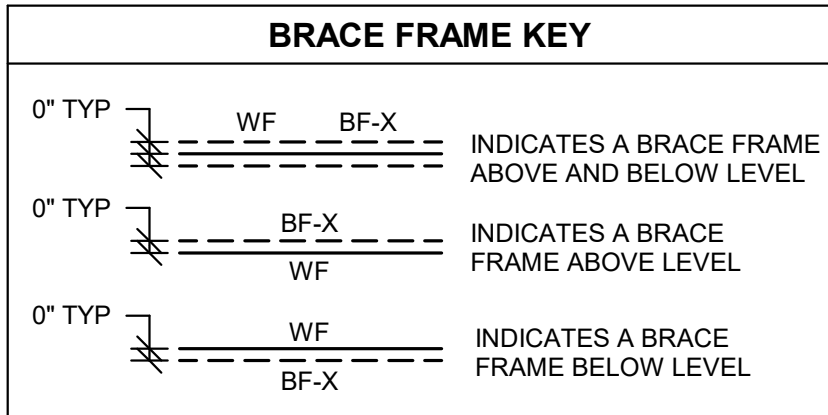 BRACE FRAME KEY
0" TYP
WF BF-X
INDICATES A BRACE FRAME
ABOVE AND BELOW LEVEL
0" TYP
BF-X
WF
INDICATES A BRACE
FRAME ABOVE LEVEL
0" TYP
WF
BF-X
INDICATES A BRACE
FRAME BELOW LEVEL